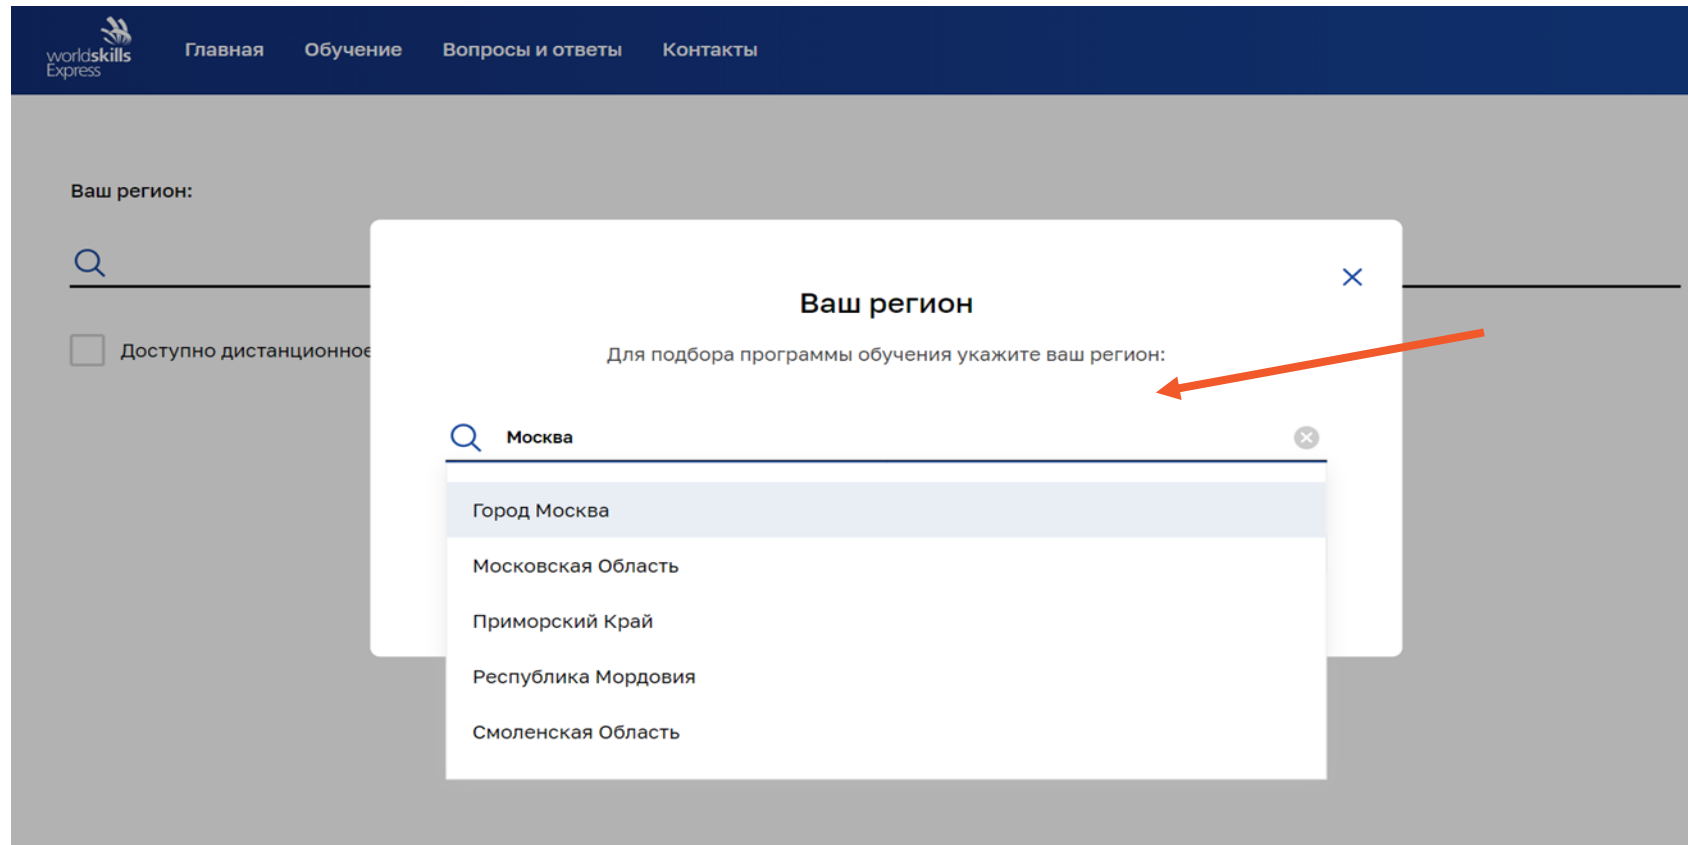 worldskills
Express
Главная
Обучение
Вопросы и ответы
Контакты
Ваш регион:
Доступно дистанционное
Ваш регион
Для подбора программы обучения укажите ваш регион:
Москва
Город Москва
Московская Область
Приморский Край
Республика Мордовия
Смоленская Область